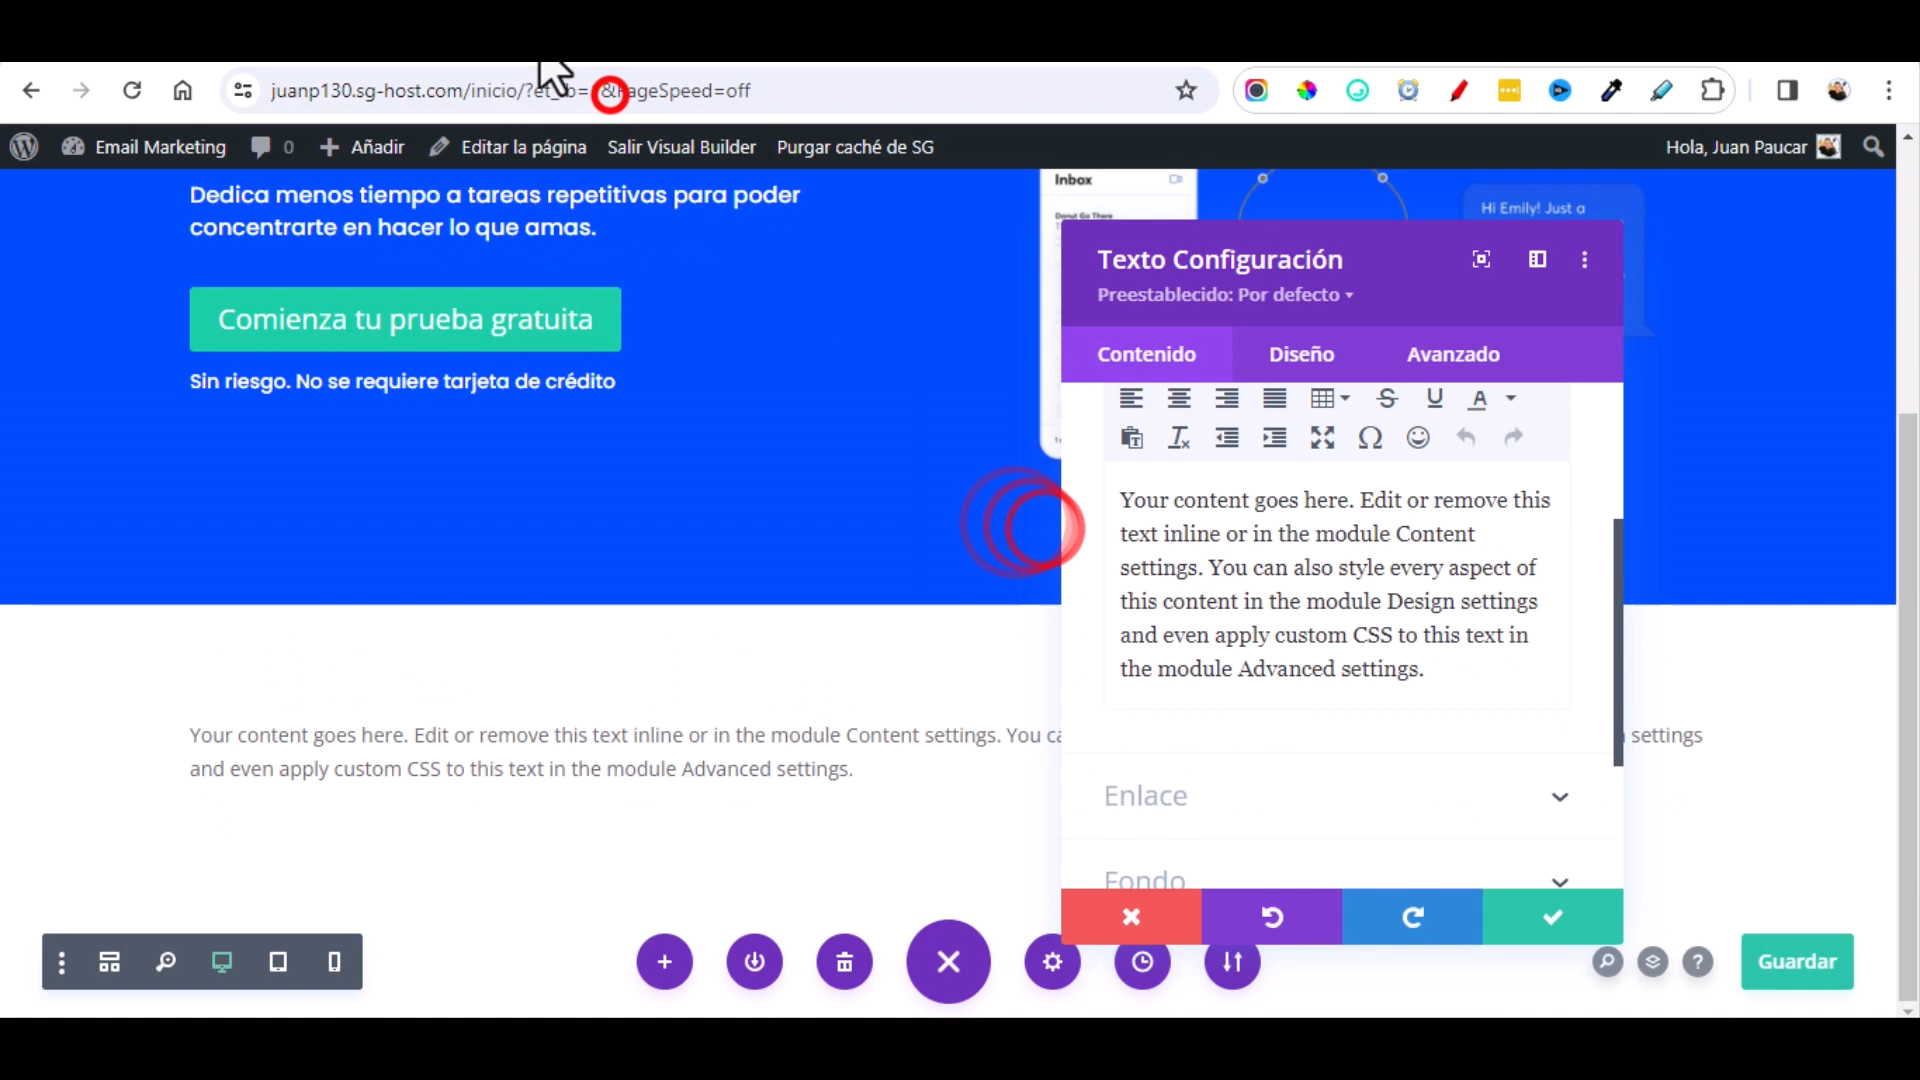 juanp130.sg-host.com/inicio/?et_ b= &PageSpeed=off
Email Marketing 0 Añadir Editar la página Salir Visual Builder Purgar caché de SG Hola, Juan Paucar
Dedica menos tiempo a tareas repetitivas para poder
concentrarte en hacer lo que amas.
Comienza tu prueba gratuita
Sin riesgo. No se requiere tarjeta de crédito
Inbox
Donut Go There
Hi Emily! Just a
Texto Configuración
Preestablecido: Por defecto
Contenido Diseño Avanzado
Your content goes here. Edit or remove this
text inline or in the module Content
settings. You can also style every aspect of
this content in the module Design settings
and even apply custom CSS to this text in
the module Advanced settings.
Enlace
Fondo
Your content goes here. Edit or remove this text inline or in the module Content settings. You settings
and even apply custom CSS to this text in the module Advanced settings.
Guardar